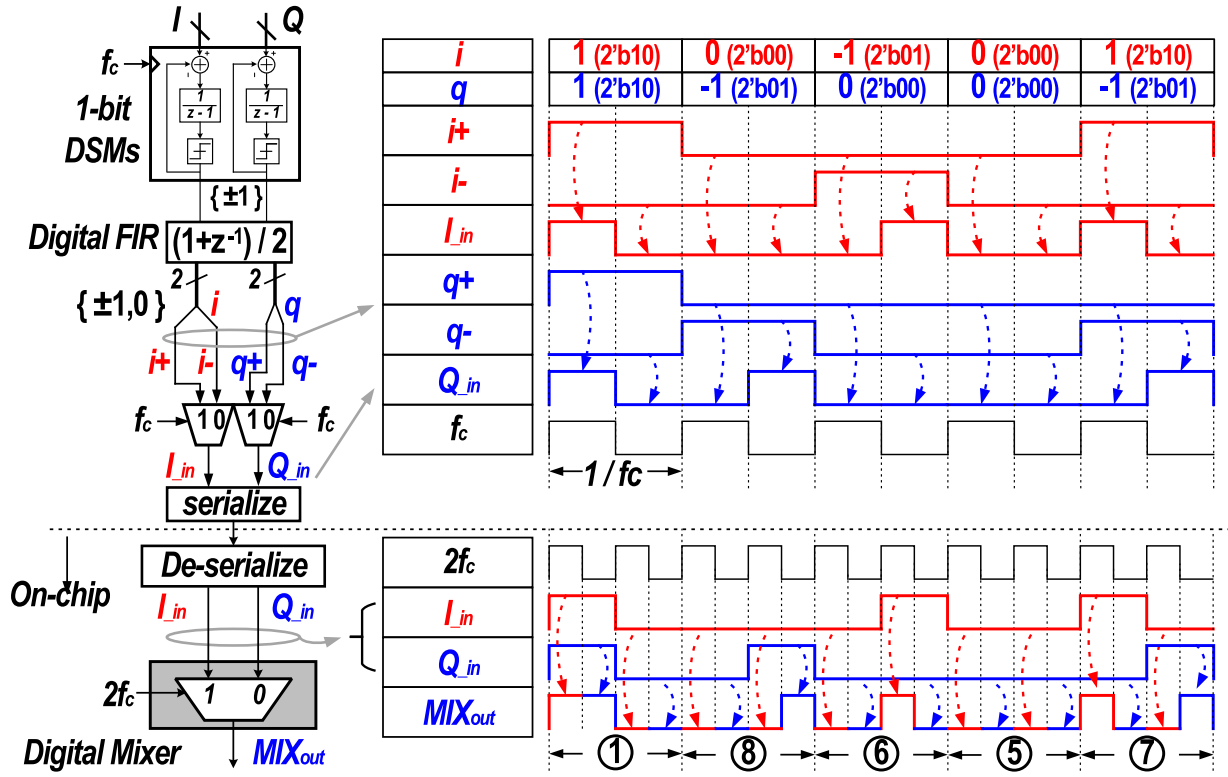 I Q
fc
1-bit
DSMs
+ +
- -
1 1
z - 1 z - 1
{ ±1 }
Digital FIR (1+z⁻¹) / 2
2 2
{ ±1,0 } i q
i+ i- q+ q-
fc 1 0 1 0 fc
I_in Q_in
serialize
On-chip
De-serialize
I_in Q_in
2fc 1 0
Digital Mixer MIXout
i 1 (2'b10) 0 (2'b00) -1 (2'b01) 0 (2'b00) 1 (2'b10)
q 1 (2'b10) -1 (2'b01) 0 (2'b00) 0 (2'b00) -1 (2'b01)
i+
i-
I_in
q+
q-
Q_in
fc
1 / fc
2fc
I_in
Q_in
MIXout
1 8 6 5 7